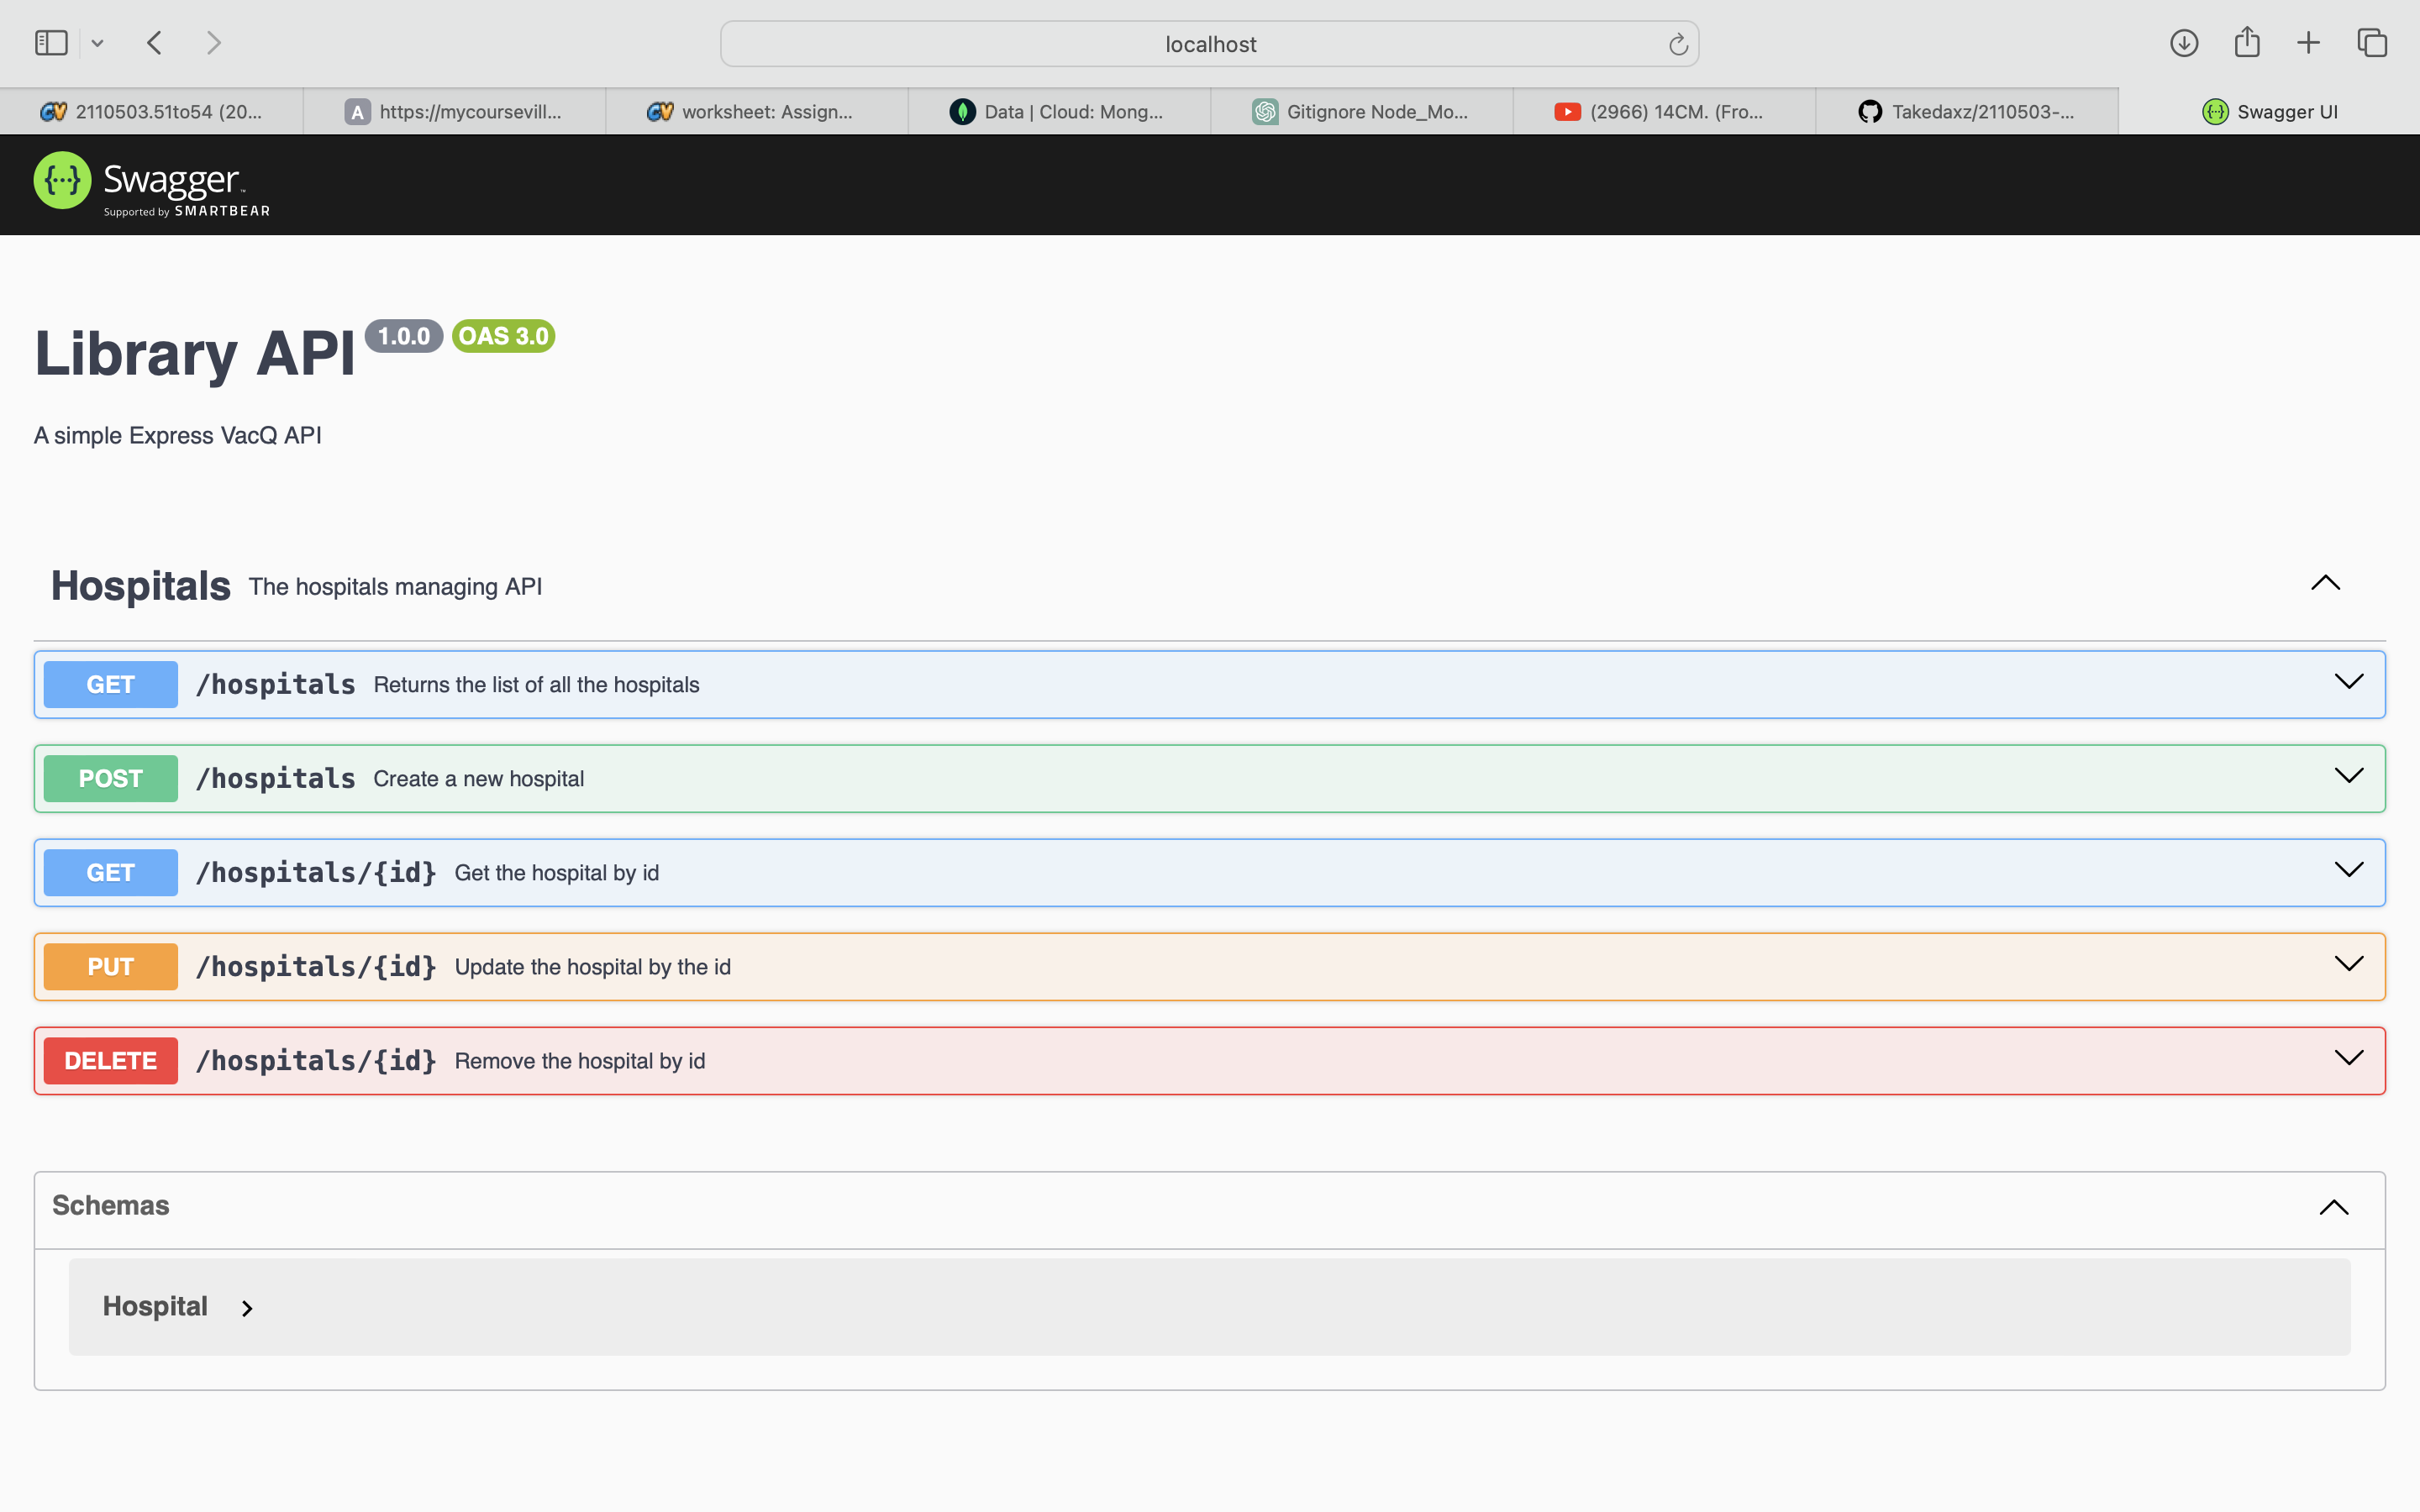 localhost
2110503.51to54 (20...
A https://mycoursevill...
worksheet: Assign...
Data | Cloud: Mong...
Gitignore Node_Mo...
(2966) 14CM. (Fro...
Takedaxz/2110503-...
{··} Swagger UI
{···} Swagger™
Supported by SMARTBEAR
Library API 1.0.0 OAS 3.0
A simple Express VacQ API
Hospitals The hospitals managing API
GET /hospitals Returns the list of all the hospitals
POST /hospitals Create a new hospital
GET /hospitals/{id} Get the hospital by id
PUT /hospitals/{id} Update the hospital by the id
DELETE /hospitals/{id} Remove the hospital by id
Schemas
Hospital